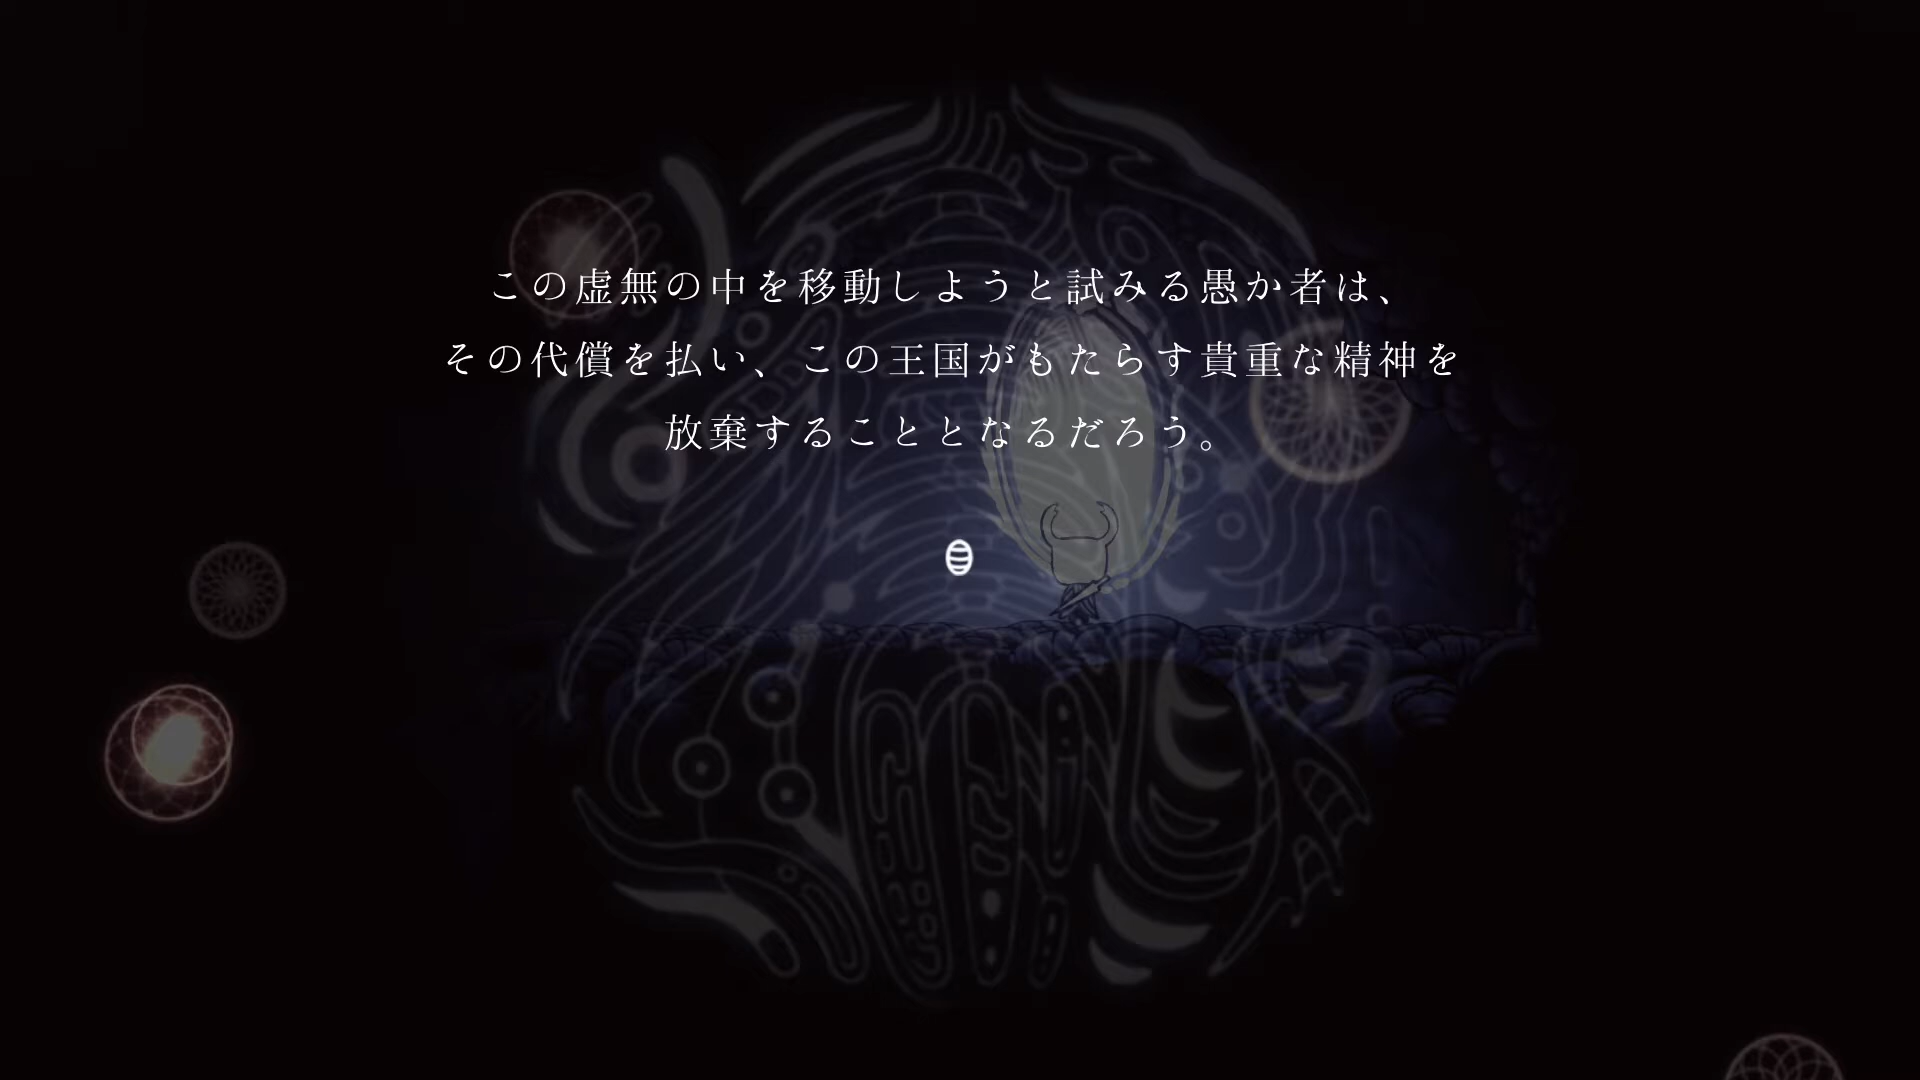 この虚無の中を移動しようと試みる愚か者は、
その代償を払い、この王国がもたらす貴重な精神を
放棄することとなるだろう。